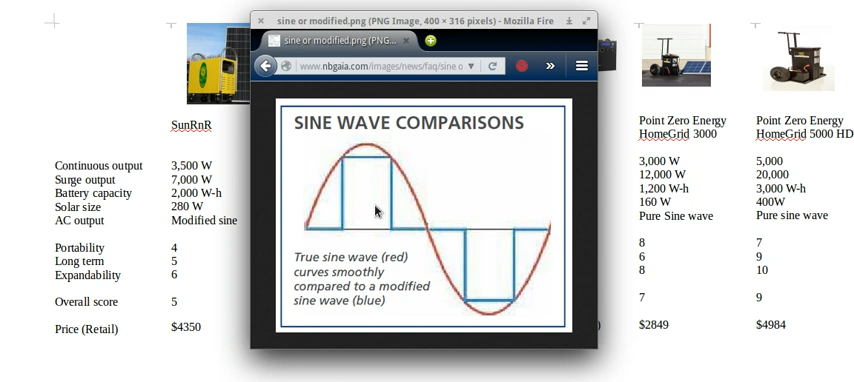 sine or modified.png (PNG Image, 400 × 316 pixels) - Mozilla Fire
sine or modified.png (PNG...
www.nbgaia.com/images/news/faq/sine o
SINE WAVE COMPARISONS
True sine wave (red)
curves smoothly
compared to a modified
sine wave (blue)
SunRnR
Point Zero Energy
HomeGrid 3000
Point Zero Energy
HomeGrid 5000 HD
Continuous output 3,500 W 3,000 W 5,000
Surge output 7,000 W 12,000 W 20,000
Battery capacity 2,000 W-h 1,200 W-h 3,000 W-h
Solar size 280 W 160 W 400W
AC output Modified sine Pure Sine wave Pure sine wave
Portability 4 8 7
Long term 5 6 9
Expandability 6 8 10
Overall score 5 7 9
Price (Retail) $4350 ) $2849 $4984